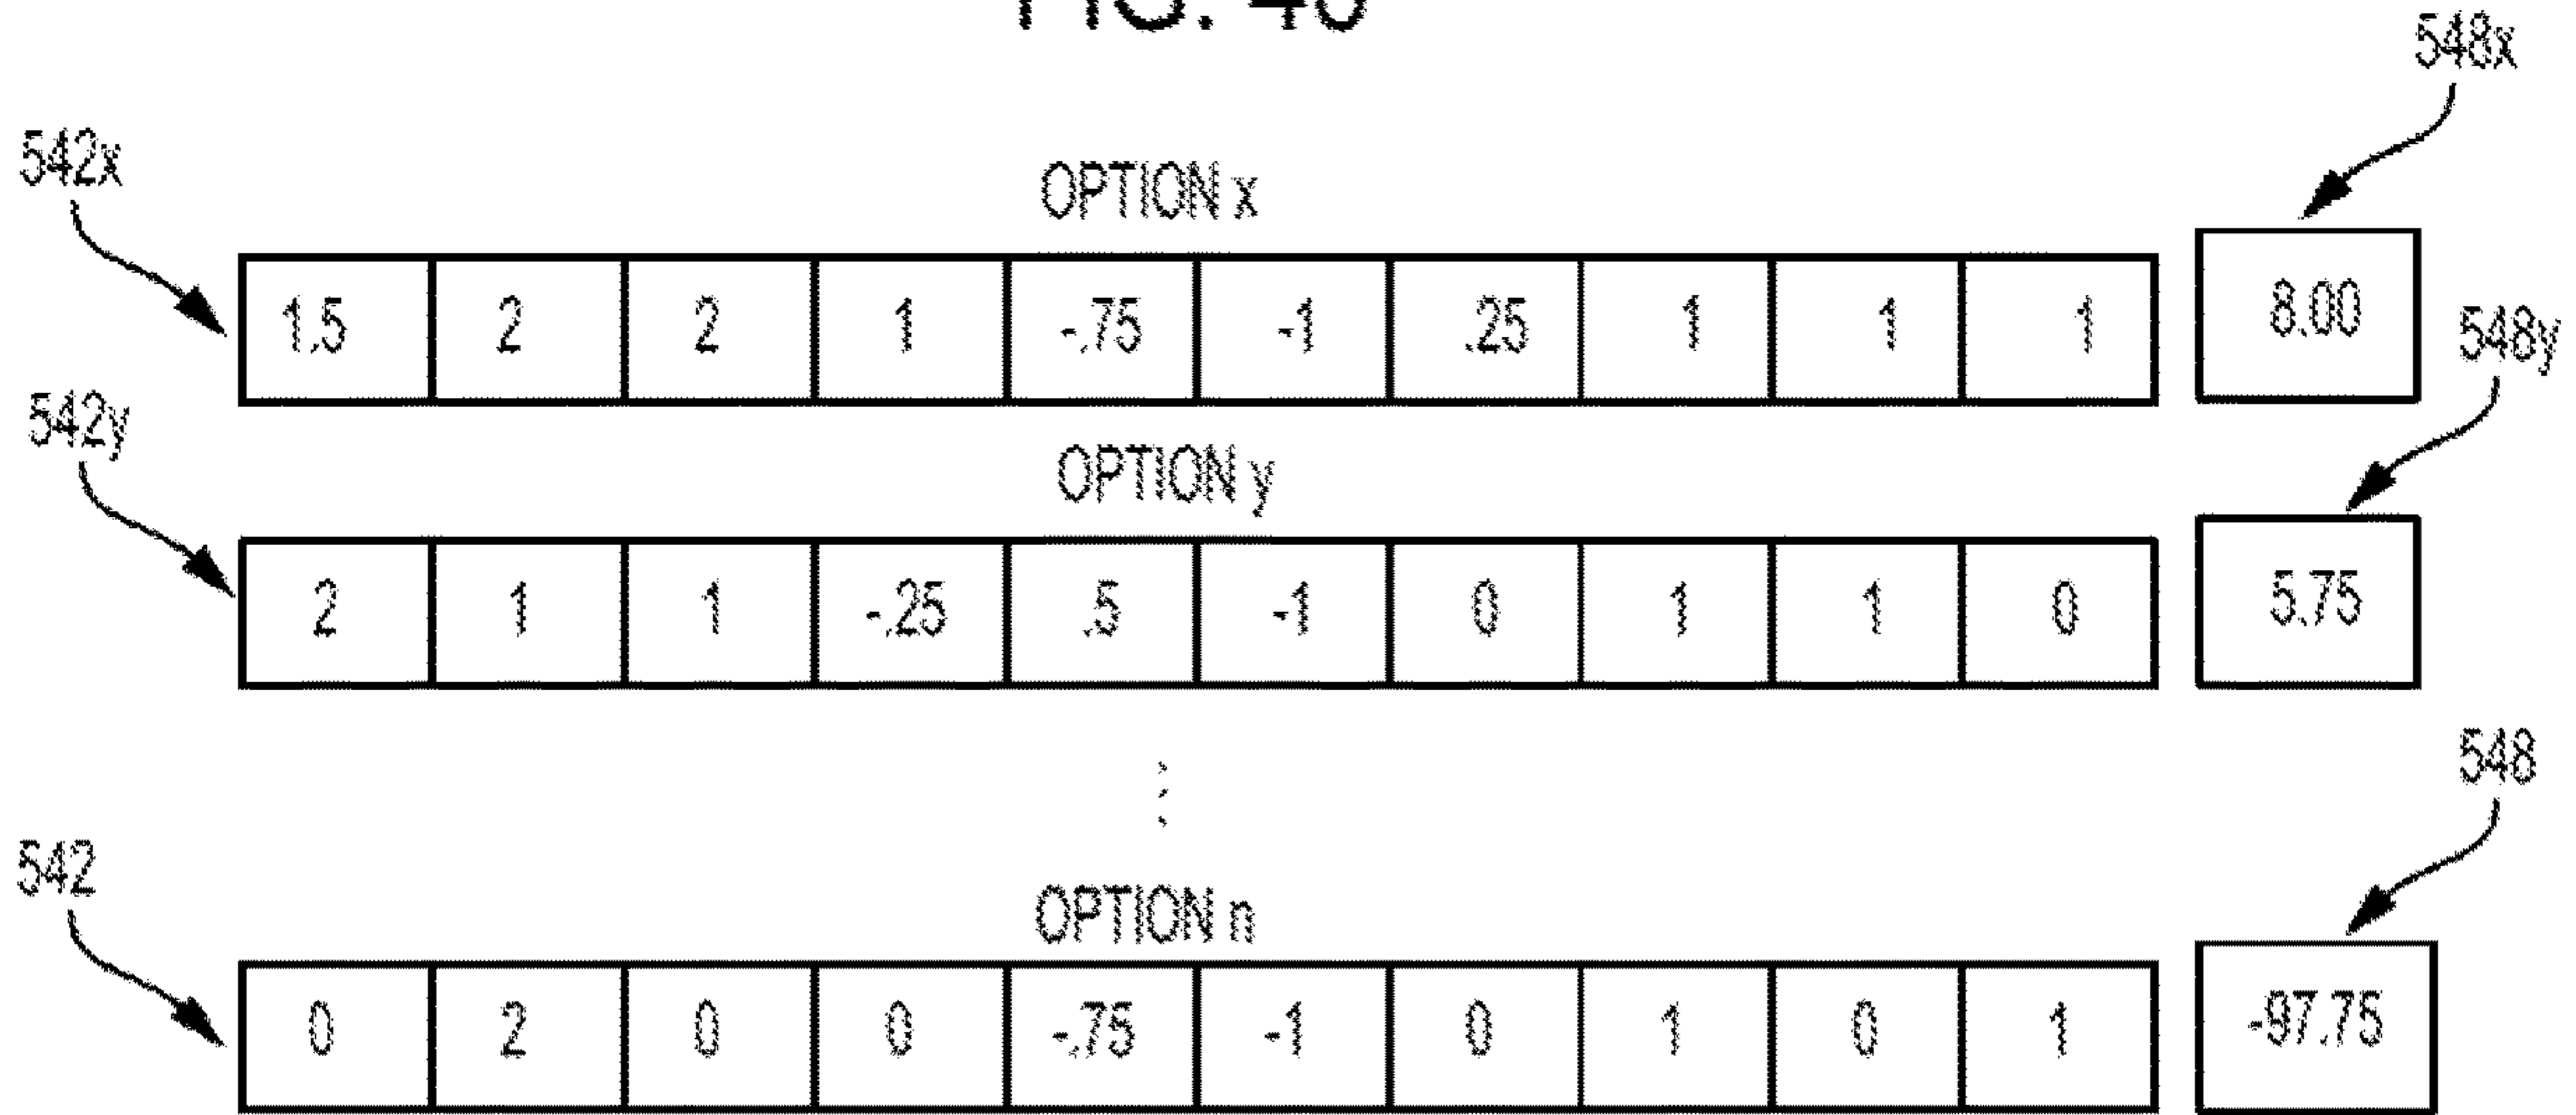 548x
542x
OPTION x
1.5 2 2 1 -.75 -1 .25 1 1 1 8.00
548y
542y
OPTION y
2 1 1 -.25 .5 -1 0 1 1 0 5.75
548
542
OPTION n
0 2 0 0 -.75 -1 0 1 0 1 -97.75